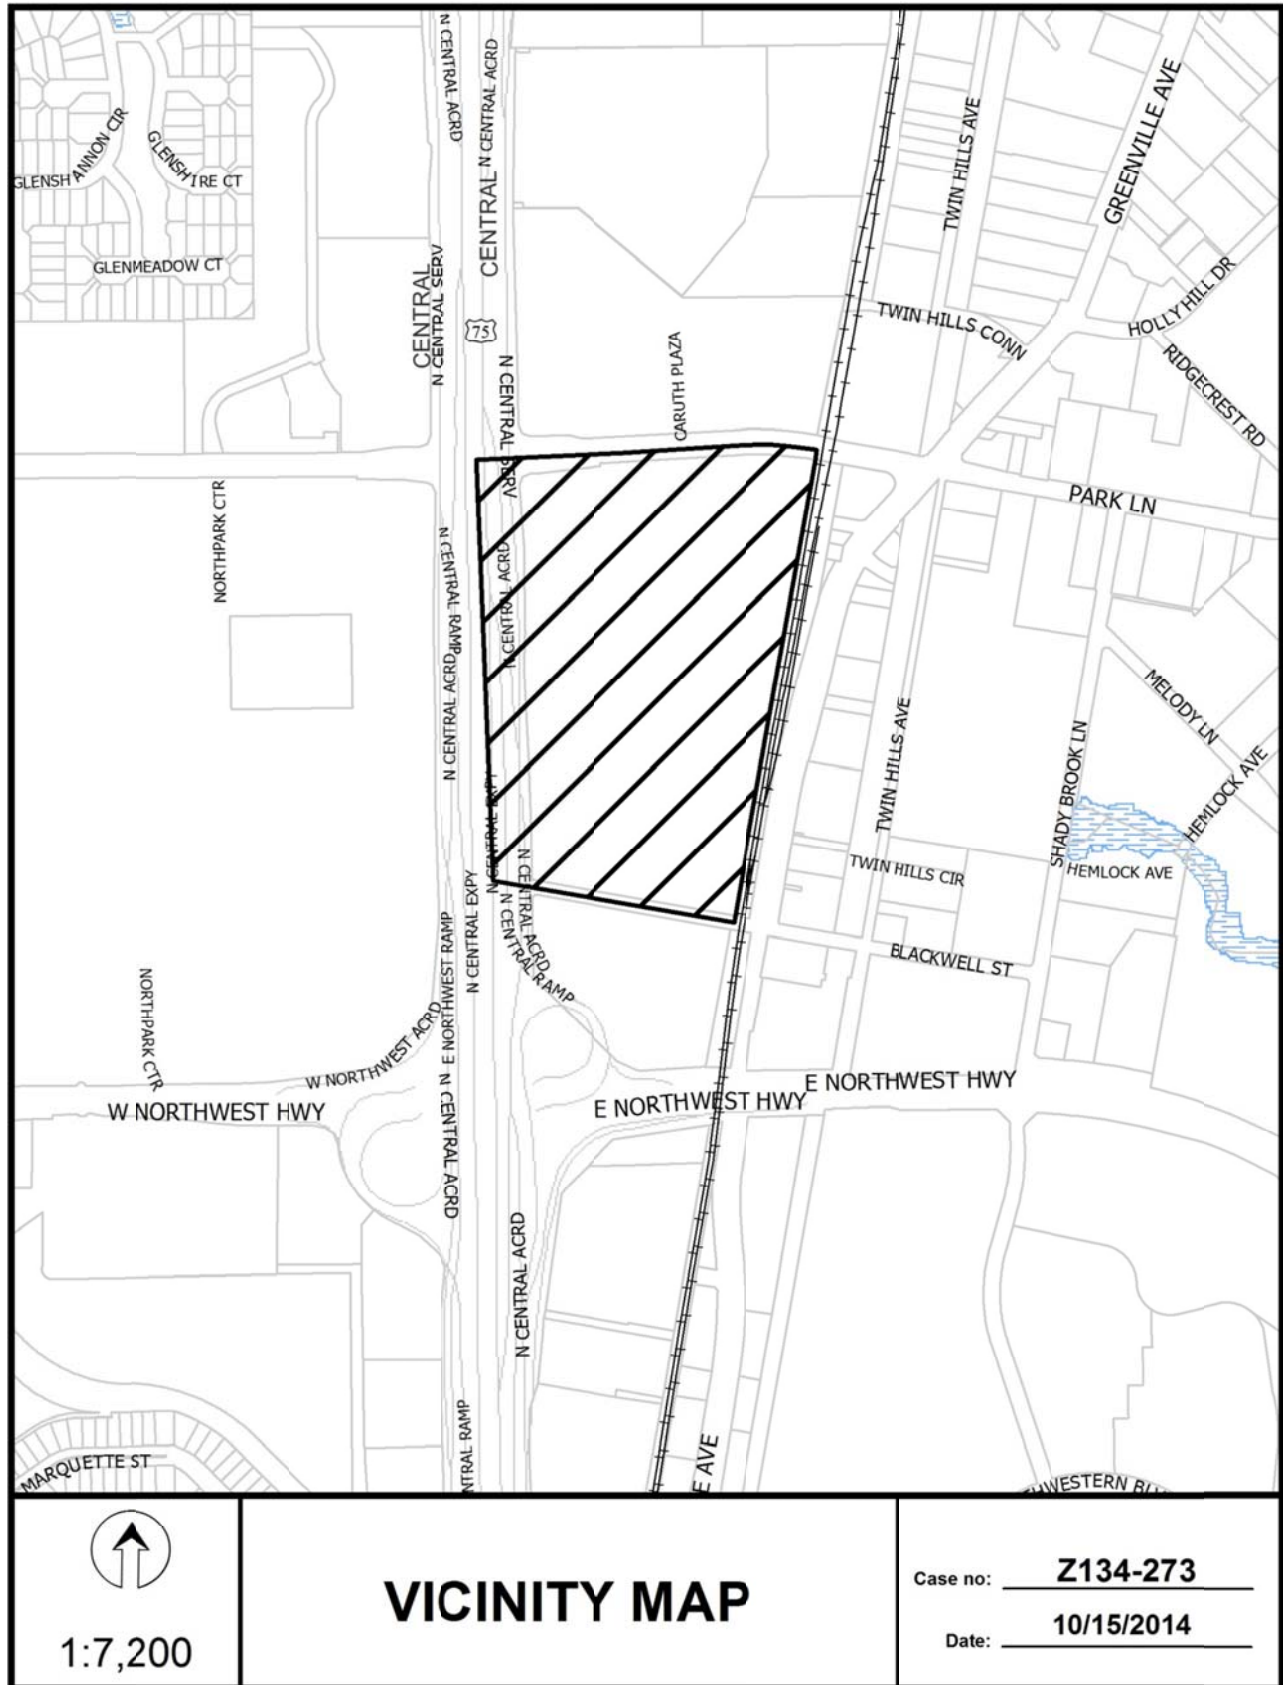 N CENTRAL ACRD
N CENTRAL ACRD
CENTRAL
GLENSHANNON CIR
GLENSHIRE CT
GLENMEADOW CT
CENTRAL
N CENTRAL SERV
75
TWIN HILLS AVE
GREENVILLE AVE
HOLLY HILL DR
RIDGECREST RD
TWIN HILLS CONN
CARUTH PLAZA
N CENTRAL SERV
PARK LN
NORTHPARK CTR
N CENTRAL RAMP
N CENTRAL ACRD
N CENTRAL ACRD
MELODY LN
HEMLOCK AVE
TWIN HILLS AVE
SHADY BROOK LN
N CENTRAL
TWIN HILLS CIR
HEMLOCK AVE
N CENTRAL EXPY
N CENTRAL ACRD
N CENTRAL RAMP
BLACKWELL ST
E NORTHWEST RAMP
NORTHPARK CTR
W NORTHWEST ACRD
W NORTHWEST HWY
E NORTHWEST HWY
E NORTHWEST HWY
N CENTRAL ACRD
N CENTRAL ACRD
NTRAL RAMP
E AVE
MARQUETTE ST
HWESTERN BLV
1:7,200
VICINITY MAP
Case no: Z134-273
Date: 10/15/2014